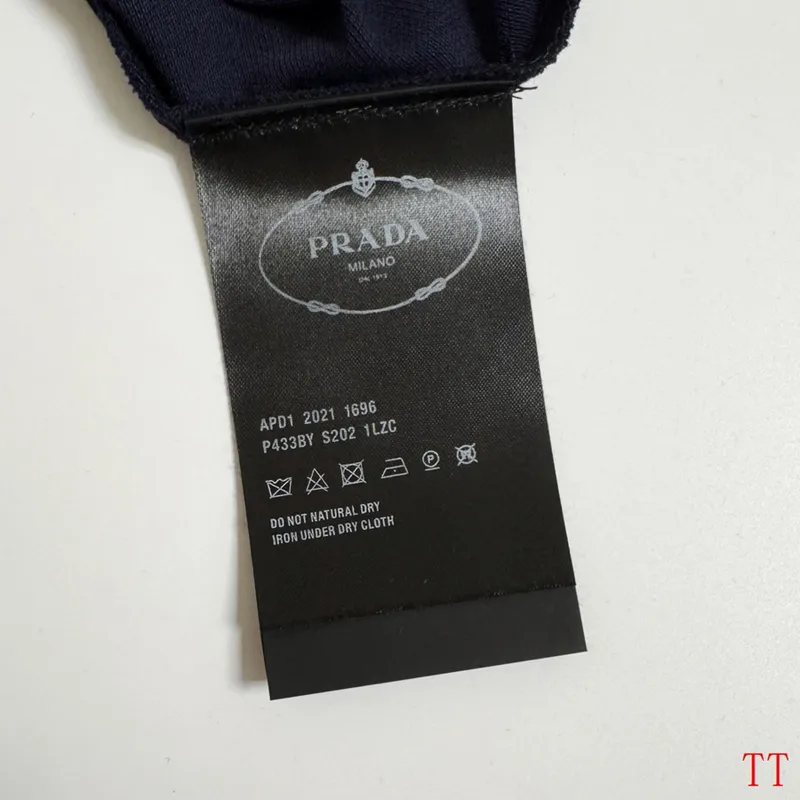 PRADA
MILANO
APD1 2021 1696
P433BY S202 1LZC
P
DO NOT NATURAL DRY
IRON UNDER DRY CLOTH
TT